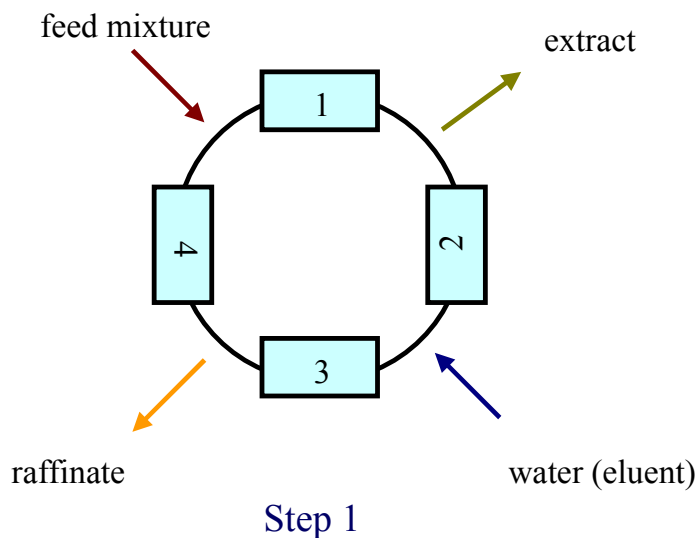 feed mixture
extract
1
4
2
3
raffinate
water (eluent)
Step 1